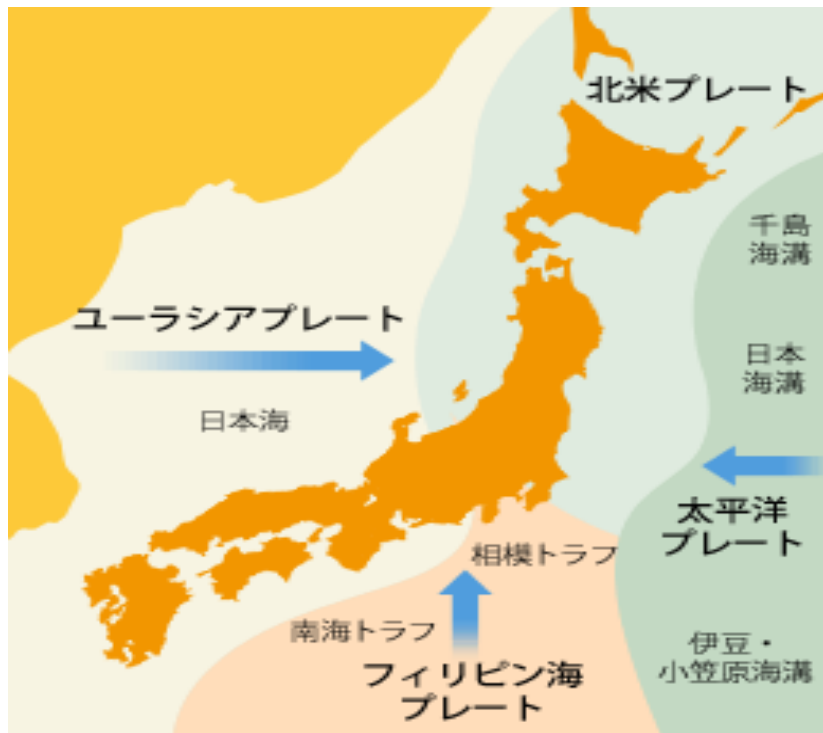 北米プレート
千島
海溝
ユーラシアプレート
日本
海溝
日本海
太平洋
プレート
相模トラフ
南海トラフ
フィリピン海
プレート
伊豆・
小笠原海溝